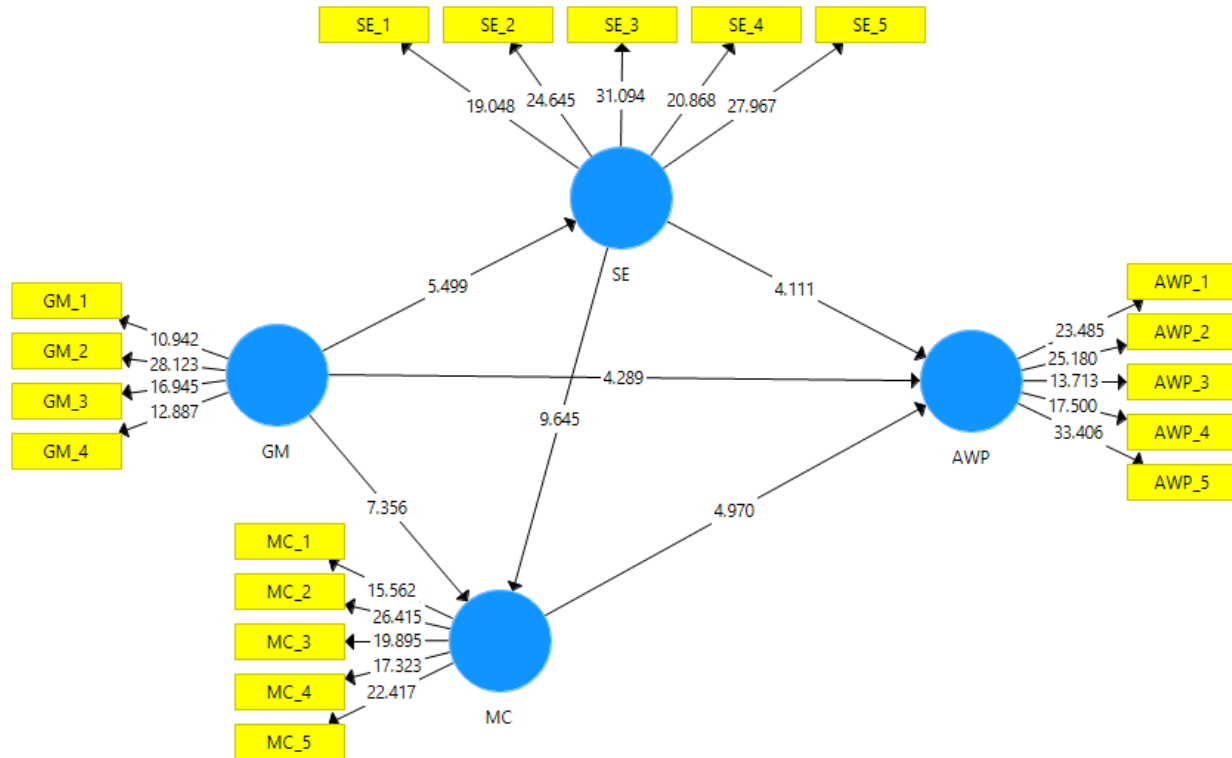 SE_1 SE_2 SE_3 SE_4 SE_5
19.048 24.645 31.094 20.868 27.967
SE
GM_1
GM_2
GM_3
GM_4
10.942
28.123
16.945
12.887
GM
5.499
4.111
4.289
9.645
7.356
4.970
AWP_1
AWP_2
AWP_3
AWP_4
AWP_5
23.485
25.180
13.713
17.500
33.406
AWP
MC_1
MC_2
MC_3
MC_4
MC_5
15.562
26.415
19.895
17.323
22.417
MC